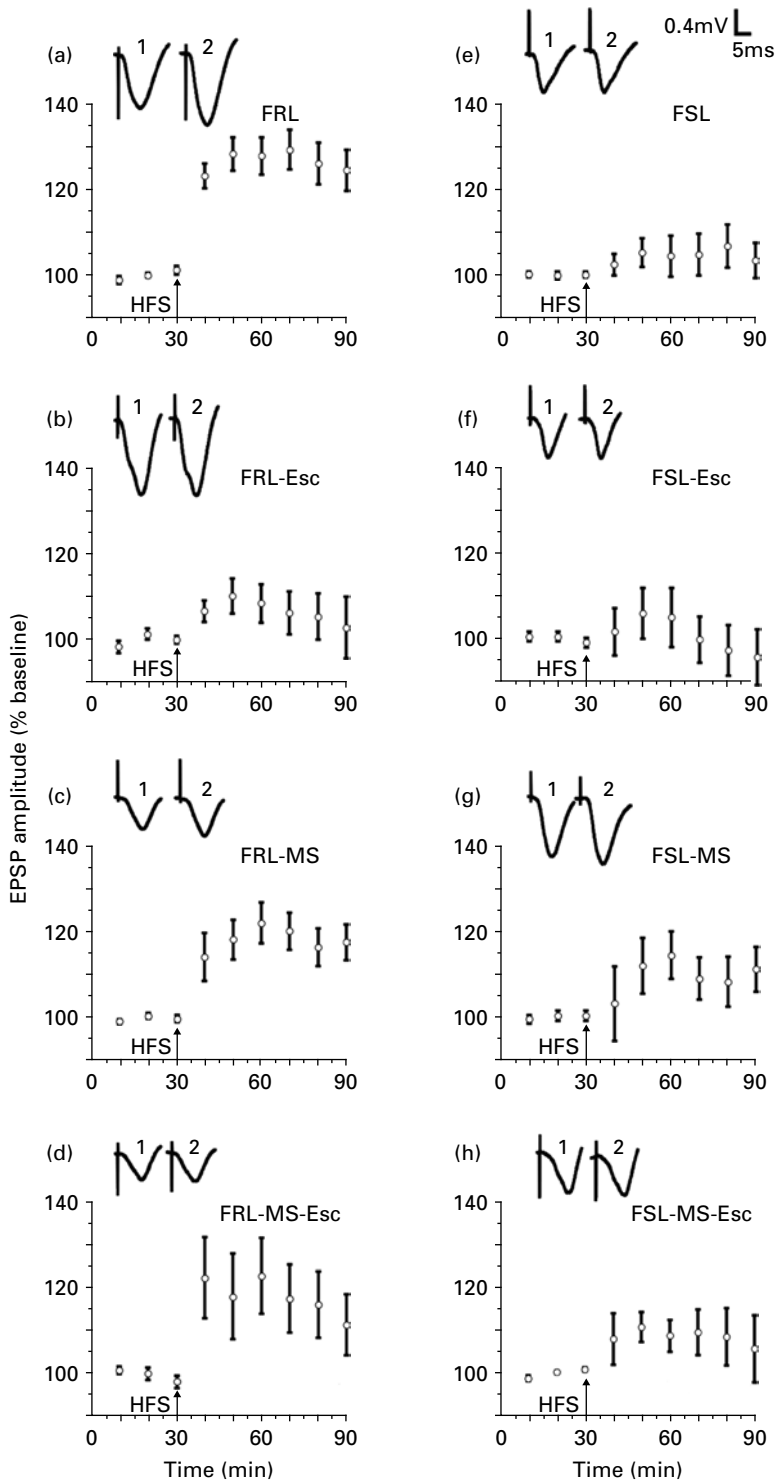 EPSP amplitude (% baseline)
(a)
1 2
FRL
140
120
100
HFS
0 30 60 90
(e)
1 2
0.4mV
5ms
FSL
140
120
100
HFS
0 30 60 90
(b)
1 2
FRL-Esc
140
120
100
HFS
0 30 60 90
(f)
1 2
FSL-Esc
140
120
100
HFS
0 30 60 90
(c)
1 2
FRL-MS
140
120
100
HFS
0 30 60 90
(g)
1 2
FSL-MS
140
120
100
HFS
0 30 60 90
(d)
1 2
FRL-MS-Esc
140
120
100
HFS
0 30 60 90
Time (min)
(h)
1 2
FSL-MS-Esc
140
120
100
HFS
0 30 60 90
Time (min)